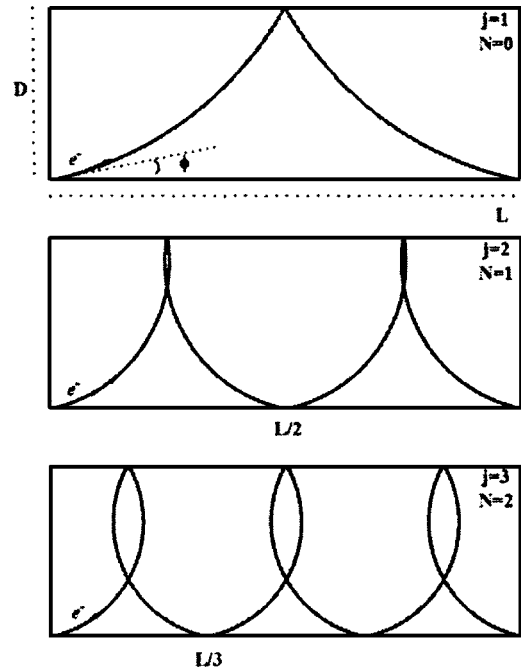 j=1
N=0
D
e-
ϕ
L
j=2
N=1
e-
L/2
j=3
N=2
e-
L/3